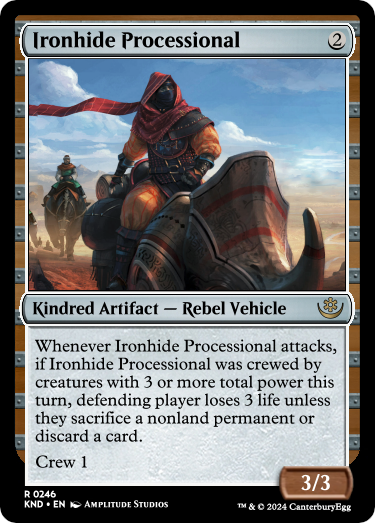 Ironhide Processional 2
Kindred Artifact — Rebel Vehicle
Whenever Ironhide Processional attacks,
if Ironhide Processional was crewed by
creatures with 3 or more total power this
turn, defending player loses 3 life unless
they sacrifice a nonland permanent or
discard a card.
Crew 1
3/3
R 0246
KND • EN Amplitude Studios
™ & © 2024 CanterburyEgg